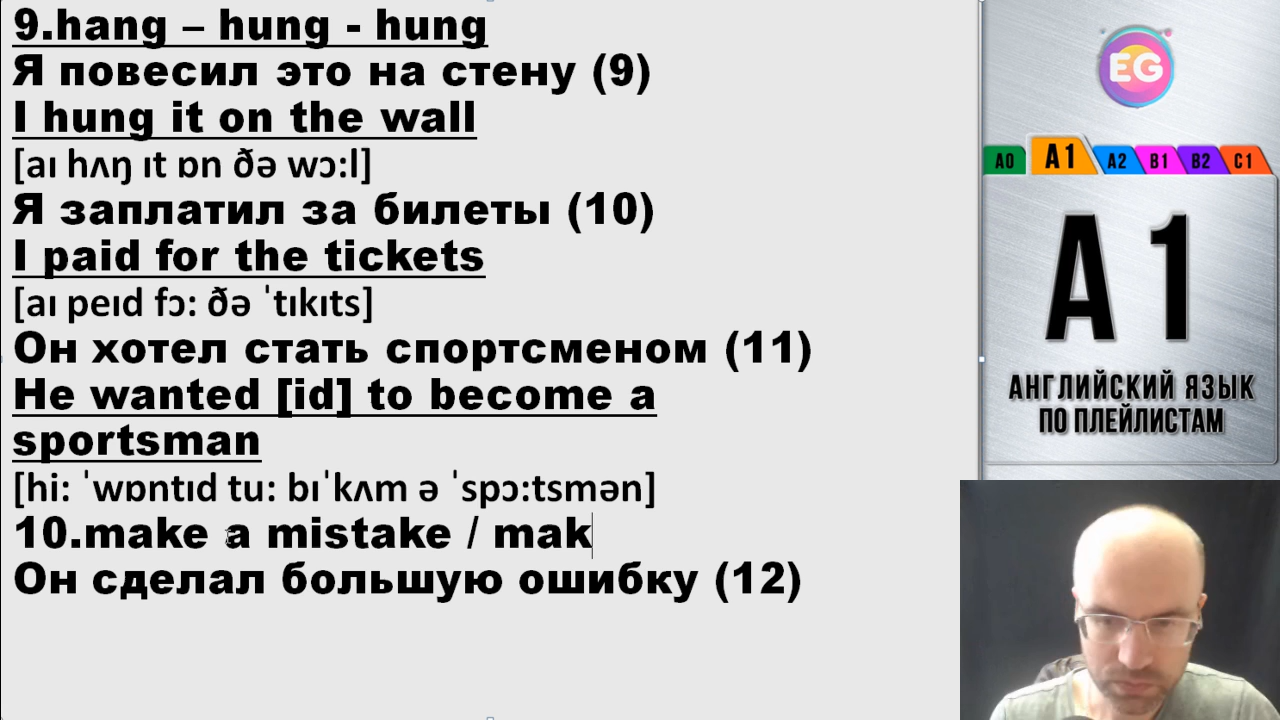 9.hang – hung - hung
Я повесил это на стену (9)
I hung it on the wall
[aɪ hʌŋ ɪt ɒn ðə wɔ:l]
Я заплатил за билеты (10)
I paid for the tickets
[aɪ peɪd fɔ: ðə ˈtɪkɪts]
Он хотел стать спортсменом (11)
He wanted [id] to become a
sportsman
[hi: ˈwɒntɪd tu: bɪˈkʌm ə ˈspɔ:tsmən]
10.make a mistake / mak
Он сделал большую ошибку (12)
EG
A0 A1 A2 B1 B2 C1
A1
АНГЛИЙСКИЙ ЯЗЫК
ПО ПЛЕЙЛИСТАМ